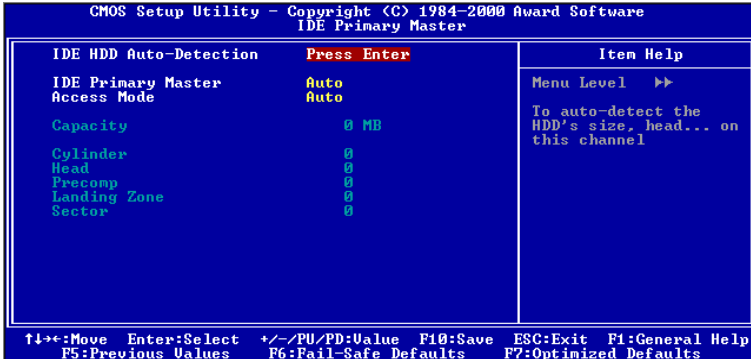 CMOS Setup Utility - Copyright (C) 1984-2000 Award Software
IDE Primary Master
IDE HDD Auto-Detection Press Enter
Item Help
IDE Primary Master Auto
Access Mode Auto
Menu Level ▶▶
Capacity 0 MB
To auto-detect the
HDD's size, head... on
this channel
Cylinder 0
Head 0
Precomp 0
Landing Zone 0
Sector 0
↑↓→←:Move Enter:Select +/-/PU/PD:Value F10:Save ESC:Exit F1:General Help
F5:Previous Values F6:Fail-Safe Defaults F7:Optimized Defaults